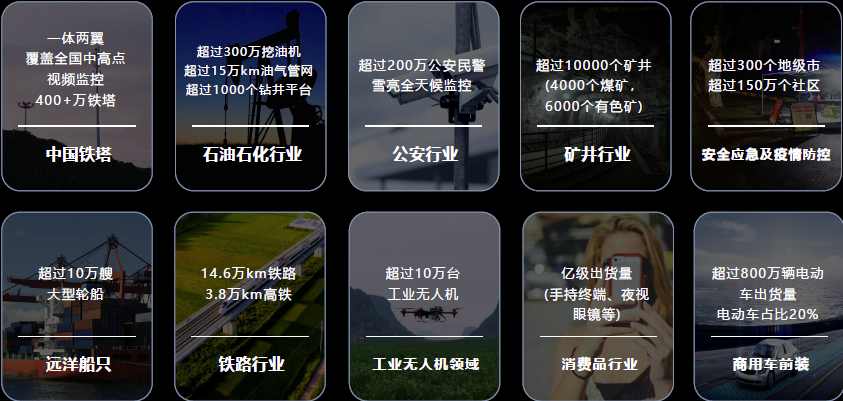 一体两翼
覆盖全国中高点
视频监控
400+万铁塔
中国铁塔
超过300万挖油机
超过15万km油气管网
超过1000个钻井平台
石油石化行业
超过200万公安民警
雪亮全天候监控
公安行业
超过10000个矿井
(4000个煤矿，
6000个有色矿)
矿井行业
超过300个地级市
超过150万个社区
安全应急及疫情防控
超过10万艘
大型轮船
远洋船只
14.6万km铁路
3.8万km高铁
铁路行业
超过10万台
工业无人机
工业无人机领域
亿级出货量
(手持终端、夜视
眼镜等)
消费品行业
超过800万辆电动
车出货量
电动车占比20%
商用车前装